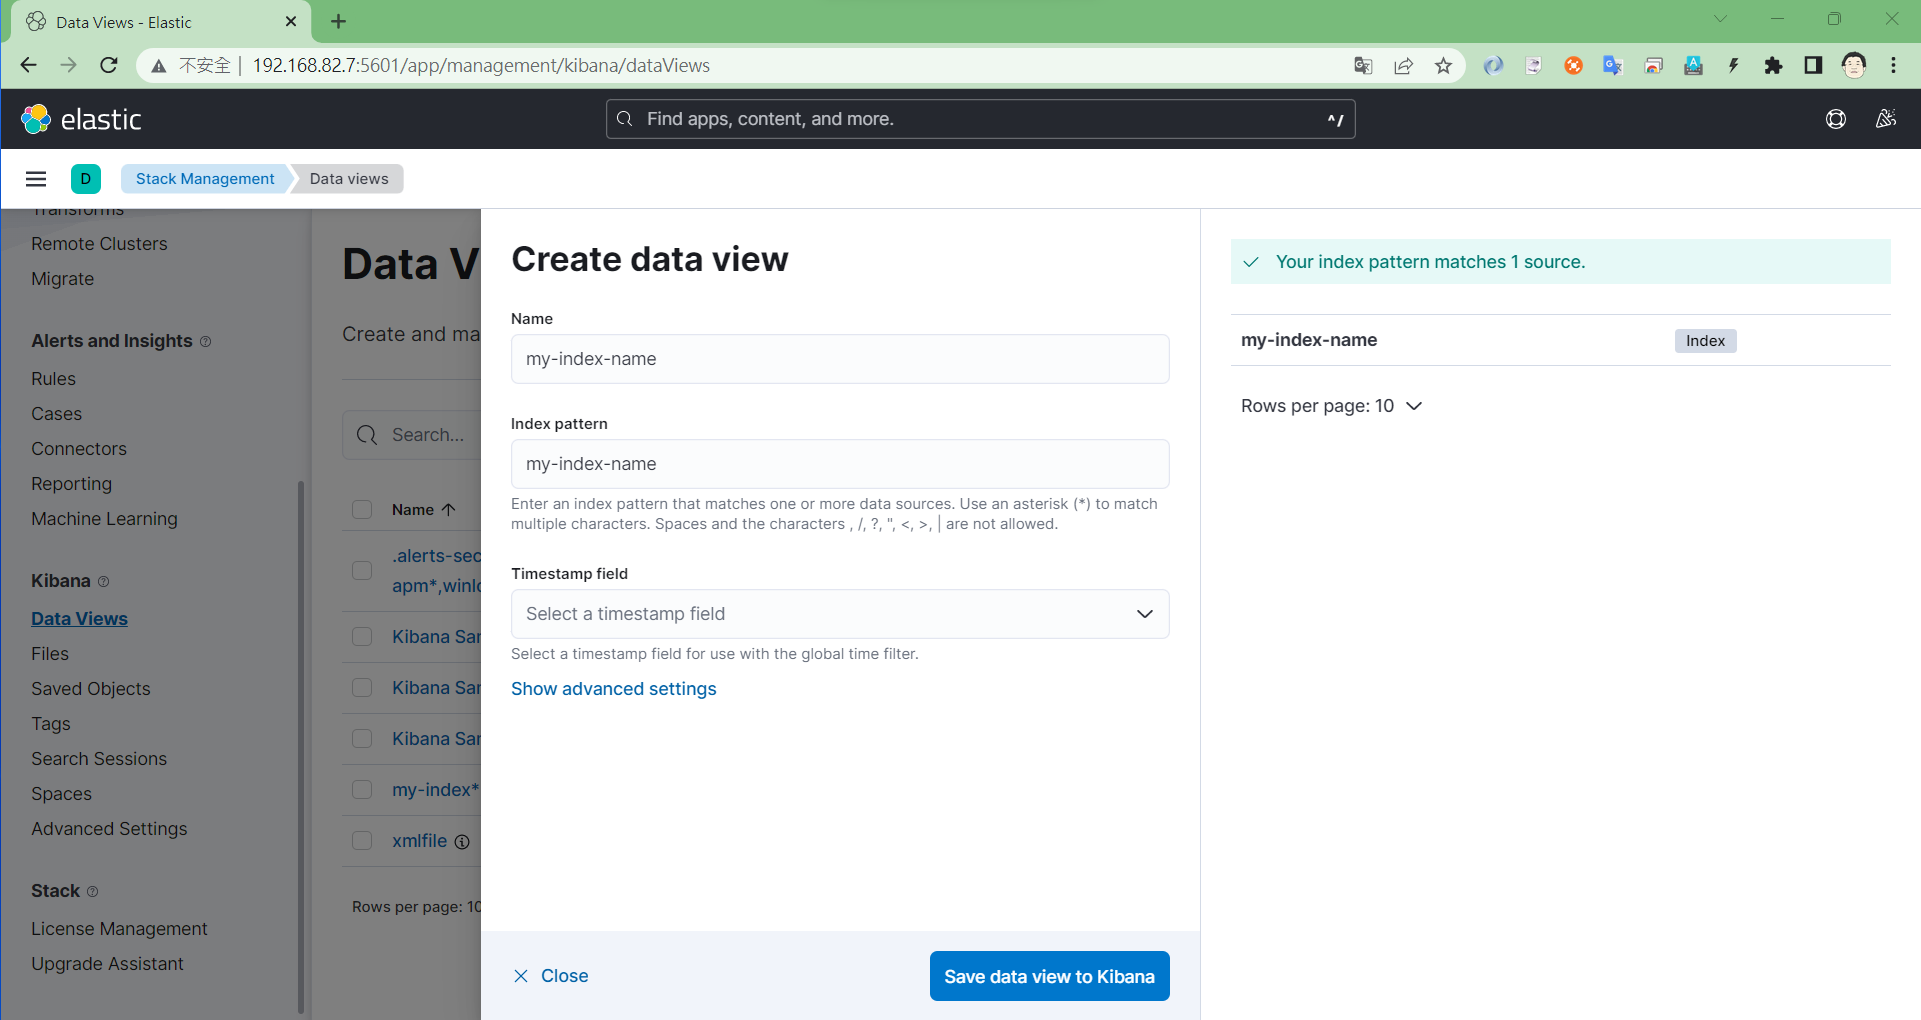 Data Views - Elastic
不安全 192.168.82.7:5601/app/management/kibana/dataViews
elastic
Find apps, content, and more.
^/
D
Stack Management
Data views
Transforms
Remote Clusters
Migrate
Alerts and Insights
Rules
Cases
Connectors
Reporting
Machine Learning
Kibana
Data Views
Files
Saved Objects
Tags
Search Sessions
Spaces
Advanced Settings
Stack
License Management
Upgrade Assistant
Data V
Create and ma
Search...
Name
.alerts-sec
apm*,winlo
Kibana Sar
Kibana Sar
Kibana Sar
my-index*
xmlfile
Rows per page: 10
Create data view
Name
my-index-name
Index pattern
my-index-name
Enter an index pattern that matches one or more data sources. Use an asterisk (*) to match
multiple characters. Spaces and the characters , /, ?, ", <, >, | are not allowed.
Timestamp field
Select a timestamp field
Select a timestamp field for use with the global time filter.
Show advanced settings
Close
Save data view to Kibana
Your index pattern matches 1 source.
my-index-name
Index
Rows per page: 10